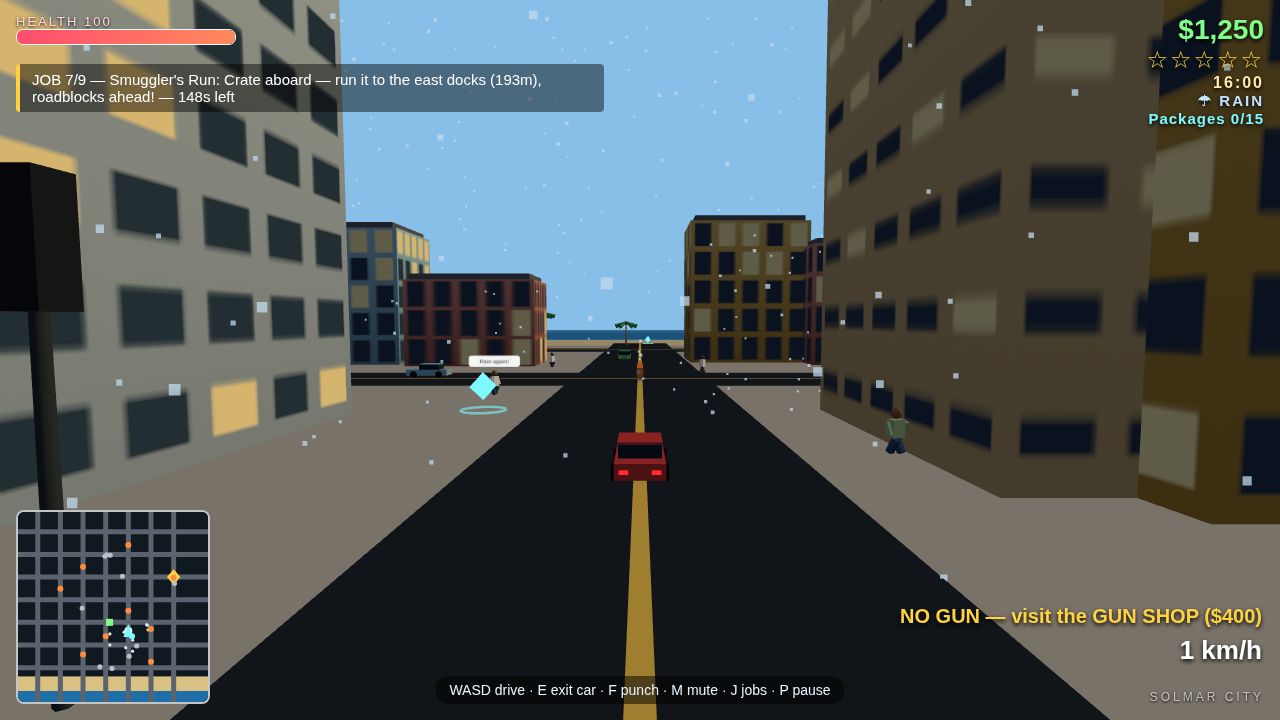 HEALTH 100
JOB 7/9 — Smuggler's Run: Crate aboard — run it to the east docks (193m),
roadblocks ahead! — 148s left
$1,250
☆☆☆☆☆☆
16:00
☂ RAIN
Packages 0/15
Rain again!
NO GUN — visit the GUN SHOP ($400)
1 km/h
WASD drive · E exit car · F punch · M mute · J jobs · P pause
SOLMAR CITY